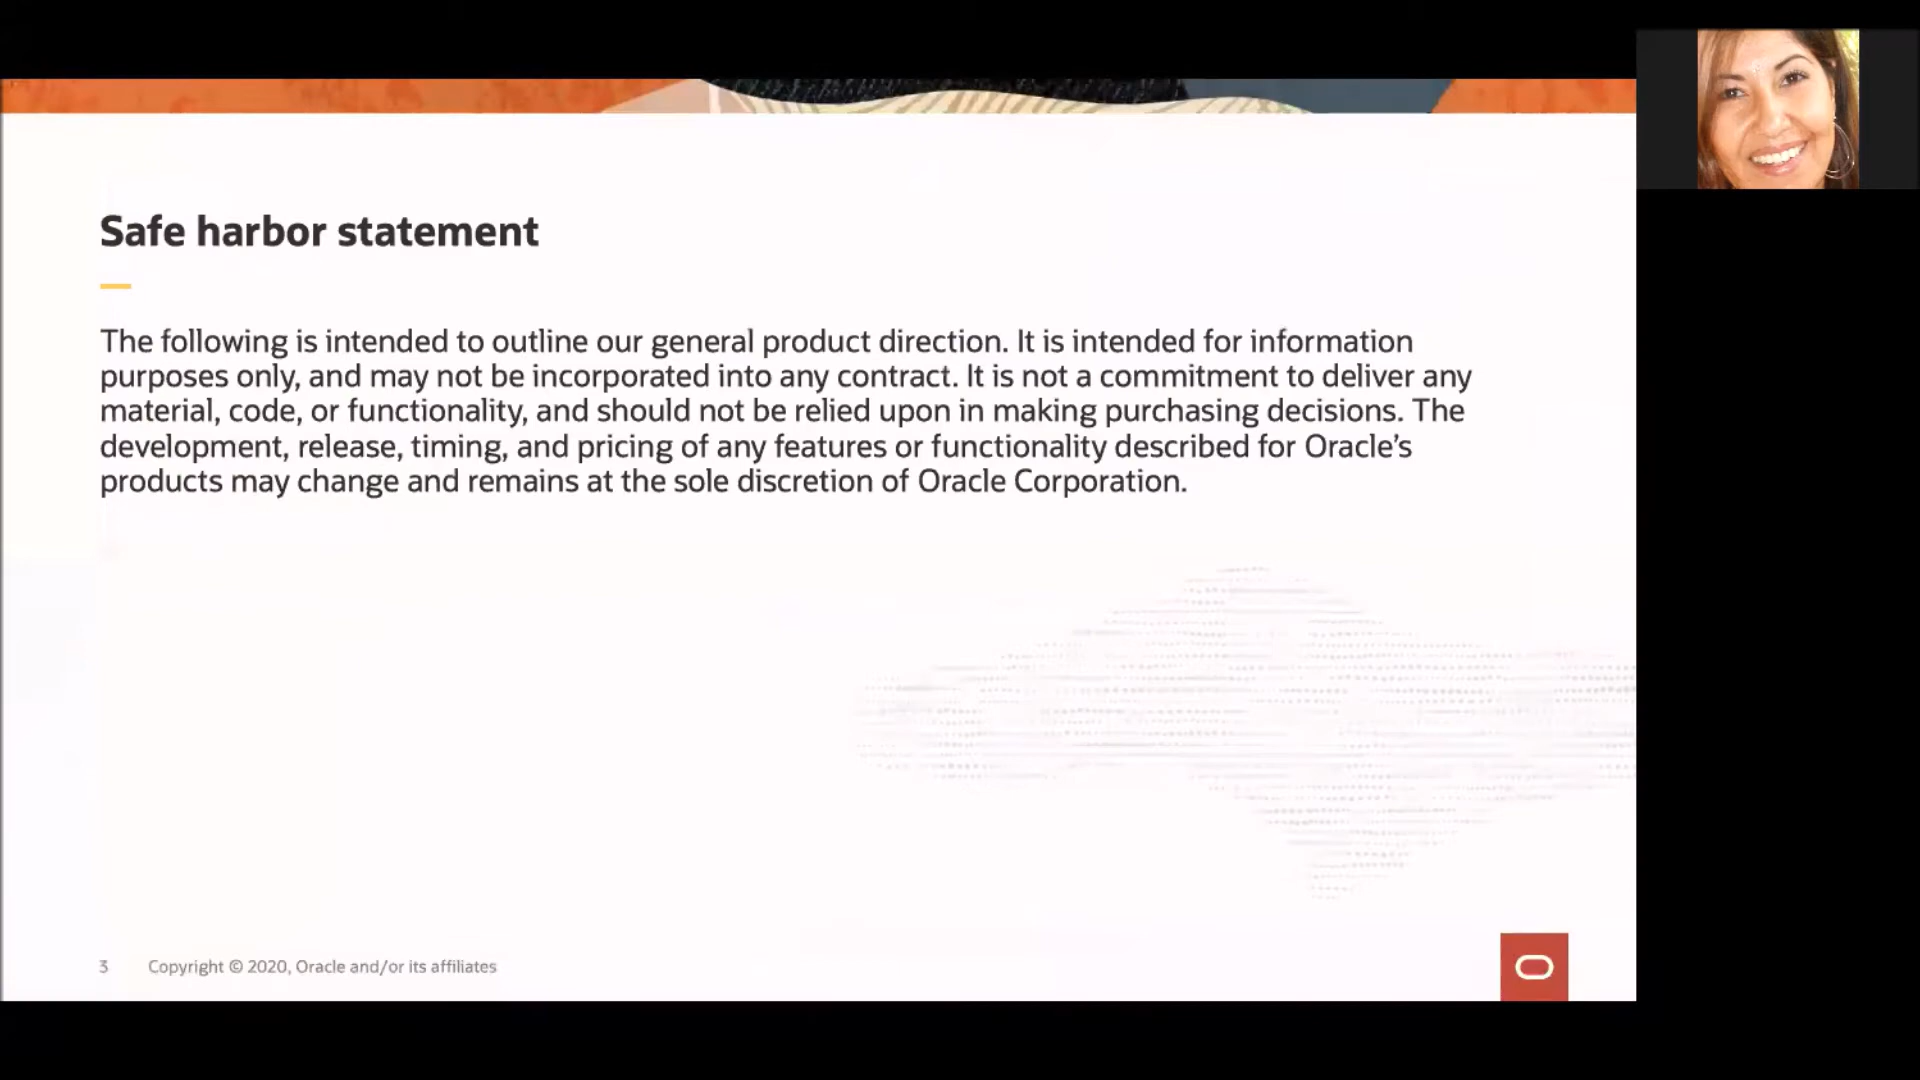 Safe harbor statement
The following is intended to outline our general product direction. It is intended for information
purposes only, and may not be incorporated into any contract. It is not a commitment to deliver any
material, code, or functionality, and should not be relied upon in making purchasing decisions. The
development, release, timing, and pricing of any features or functionality described for Oracle’s
products may change and remains at the sole discretion of Oracle Corporation.
3 Copyright © 2020, Oracle and/or its affiliates